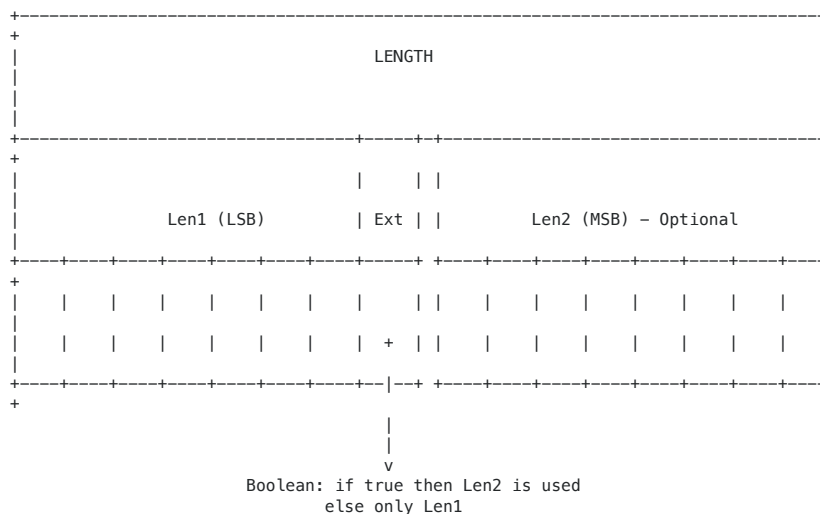 LENGTH
Len1 (LSB) | Ext | | Len2 (MSB) – Optional
+
v
Boolean: if true then Len2 is used
else only Len1